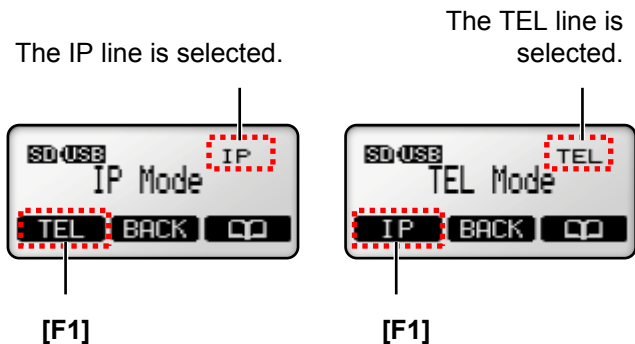 The IP line is selected.
The TEL line is
selected.
SD USB IP
IP Mode
TEL BACK
[F1]
SD USB TEL
TEL Mode
IP BACK
[F1]